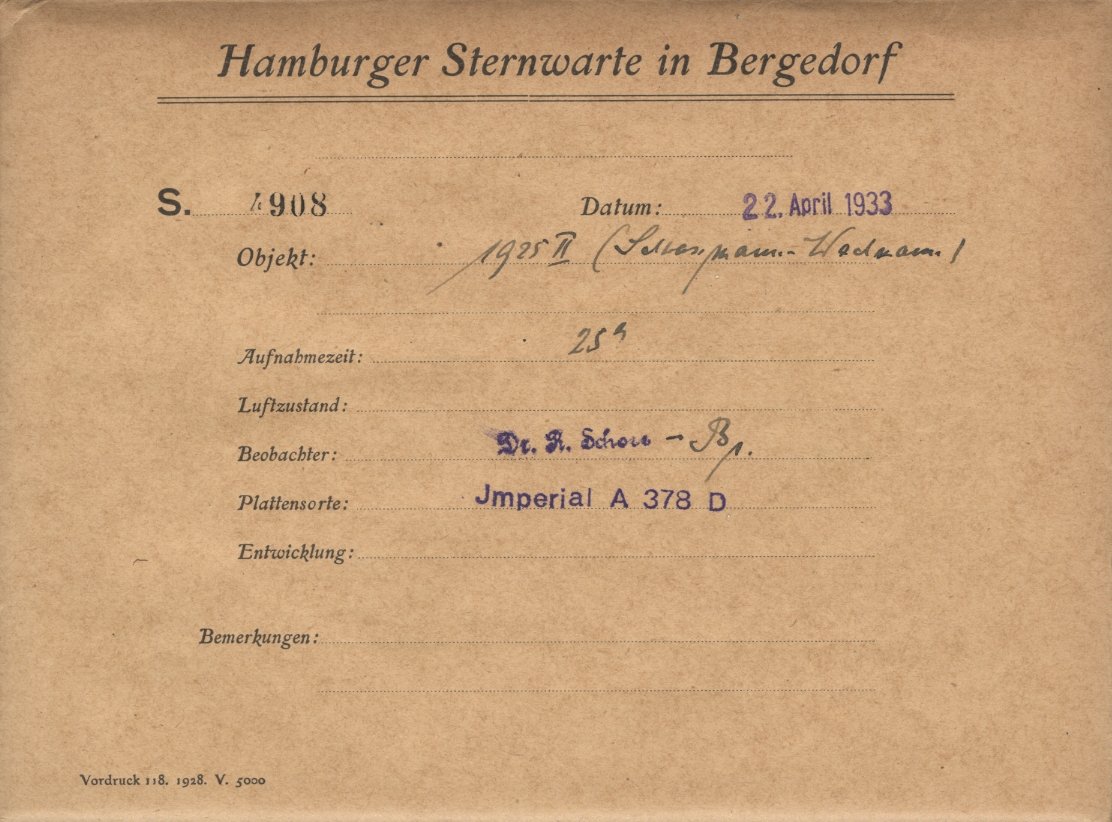 Hamburger Sternwarte in Bergedorf
S. 4908 Datum: 22. April 1933
Objekt: 1925 II (Schwassmann-Wachmann)
Aufnahmezeit: 25
Luftzustand:
Beobachter: Dr. R. Schorr -
Plattensorte: Jmperial A 378 D
Entwicklung:
Bemerkungen:
Vordruck 118. 1928. V. 5000